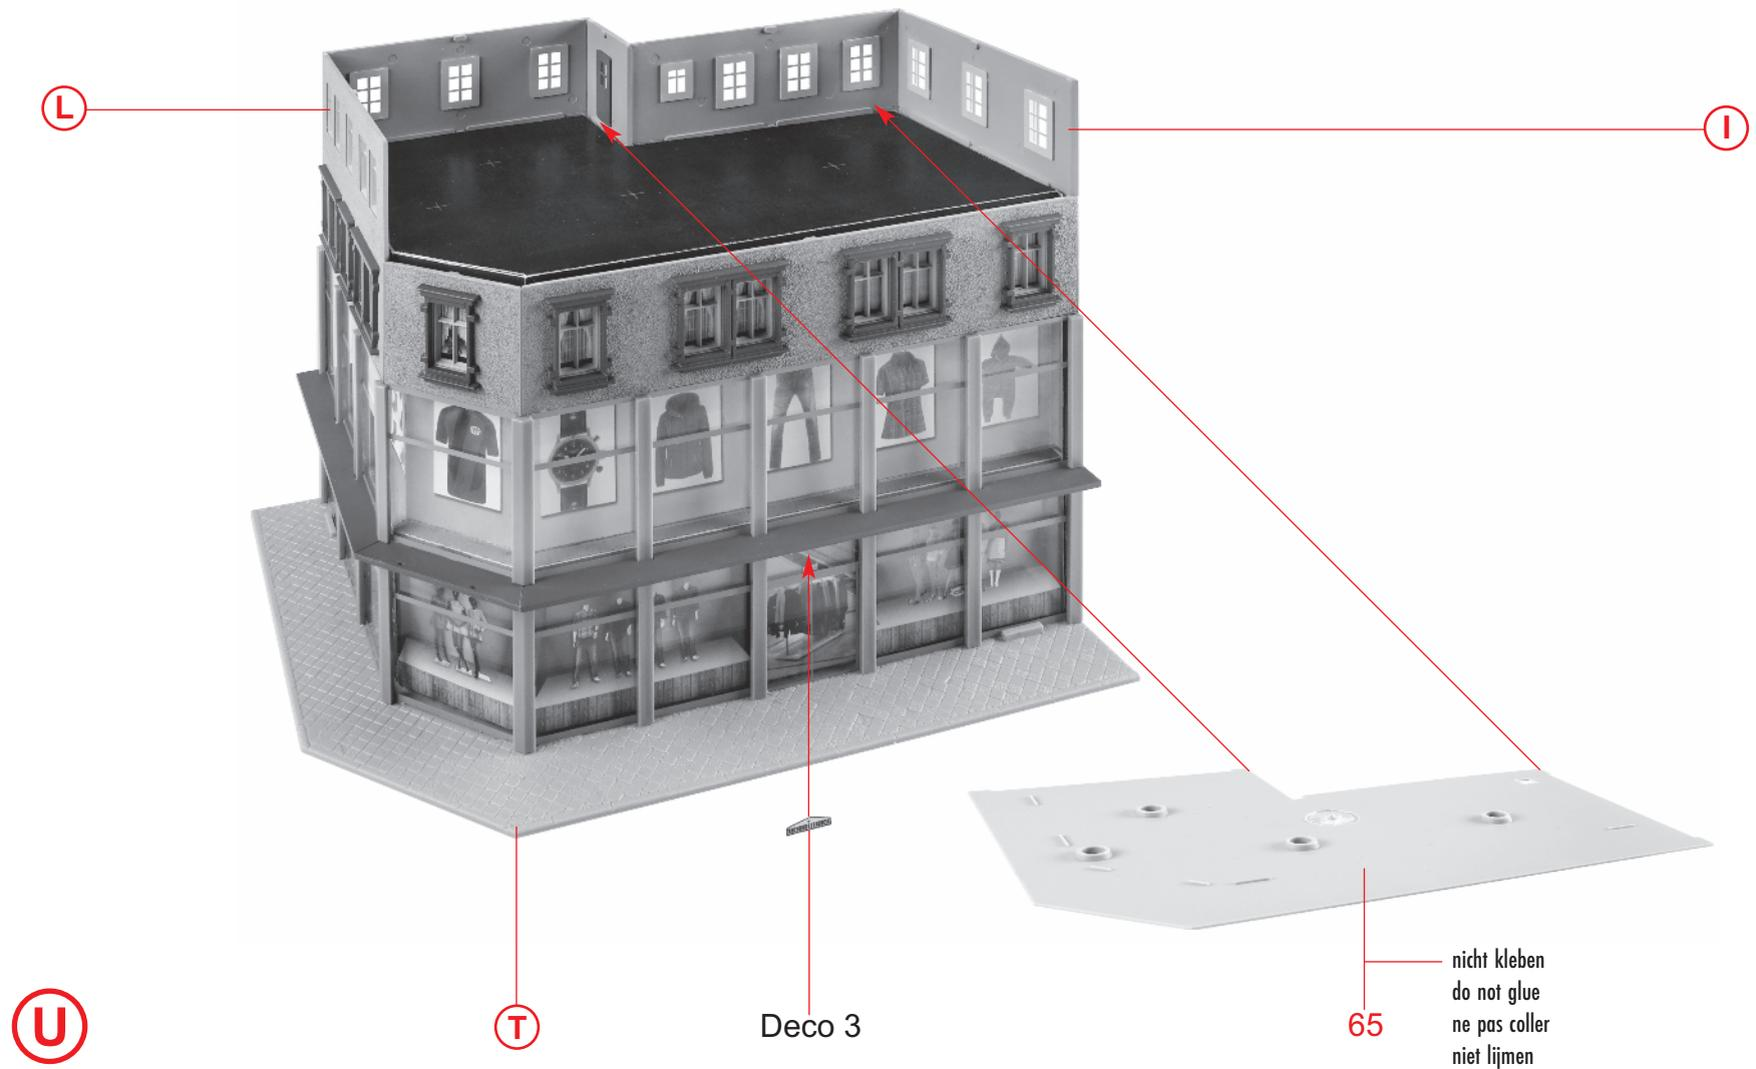 L
I
U
T
Deco 3
65
nicht kleben
do not glue
ne pas coller
niet lijmen